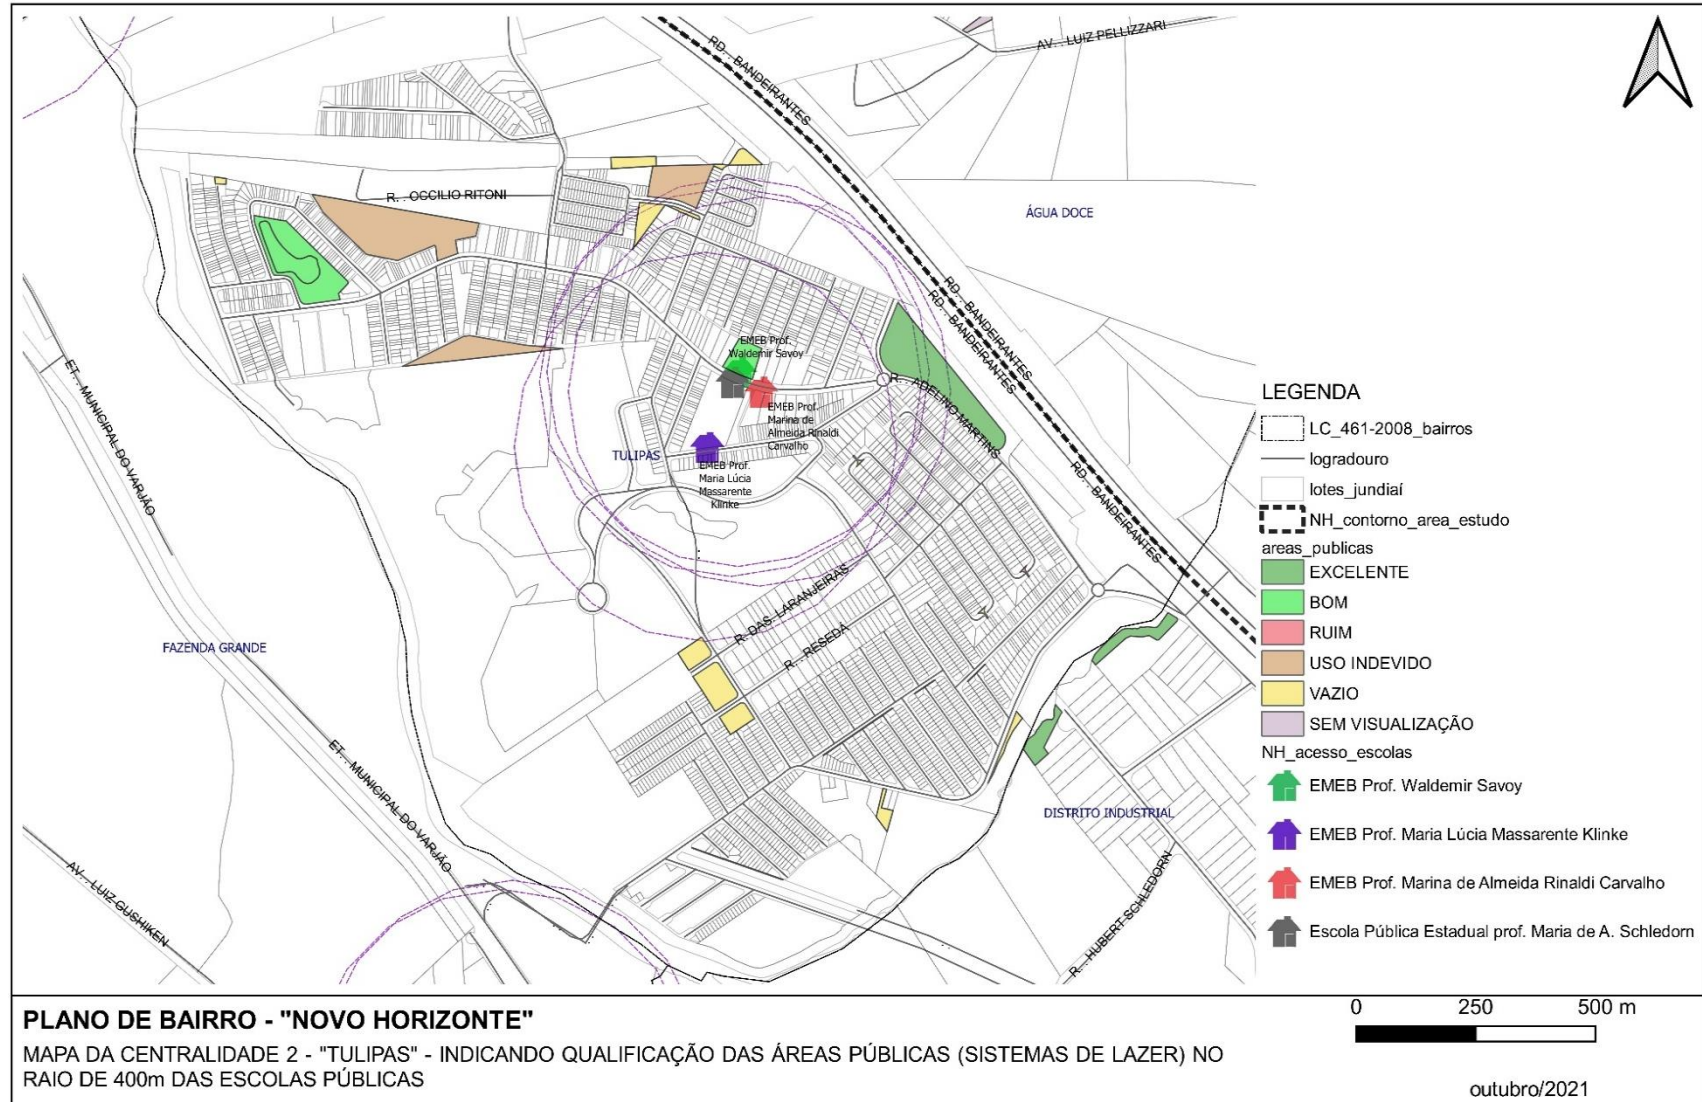 RD. . BANDEIRANTES
AV. . LUIZ PELLIZZARI
R. . OCCILIO RITONI
ÁGUA DOCE
RD. . BANDEIRANTES
RD. . BANDEIRANTES
EMEB Prof.
Waldemir Savoy
R. . ADELINO MARTINS
EMEB Prof.
Marina de
Almeida Rinaldi
Carvalho
TULIPAS
EMEB Prof.
Maria Lúcia
Massarente
Klinke
RD. . BANDEIRANTES
ET. . MUNICIPAL DO VARJÃO
R. DAS. LARANJEIRAS
R. . RESEDÁ
FAZENDA GRANDE
ET. . MUNICIPAL DO VARJÃO
DISTRITO INDUSTRIAL
AV. . LUIZ GUSHIKEN
R. . HUBERT SCHLEDORN
LEGENDA
LC_461-2008_bairros
logradouro
lotes_jundiaí
NH_contorno_area_estudo
areas_publicas
EXCELENTE
BOM
RUIM
USO INDEVIDO
VAZIO
SEM VISUALIZAÇÃO
NH_acesso_escolas
EMEB Prof. Waldemir Savoy
EMEB Prof. Maria Lúcia Massarente Klinke
EMEB Prof. Marina de Almeida Rinaldi Carvalho
Escola Pública Estadual prof. Maria de A. Schledorn
PLANO DE BAIRRO - "NOVO HORIZONTE"
MAPA DA CENTRALIDADE 2 - "TULIPAS" - INDICANDO QUALIFICAÇÃO DAS ÁREAS PÚBLICAS (SISTEMAS DE LAZER) NO
RAIO DE 400m DAS ESCOLAS PÚBLICAS
0 250 500 m
outubro/2021